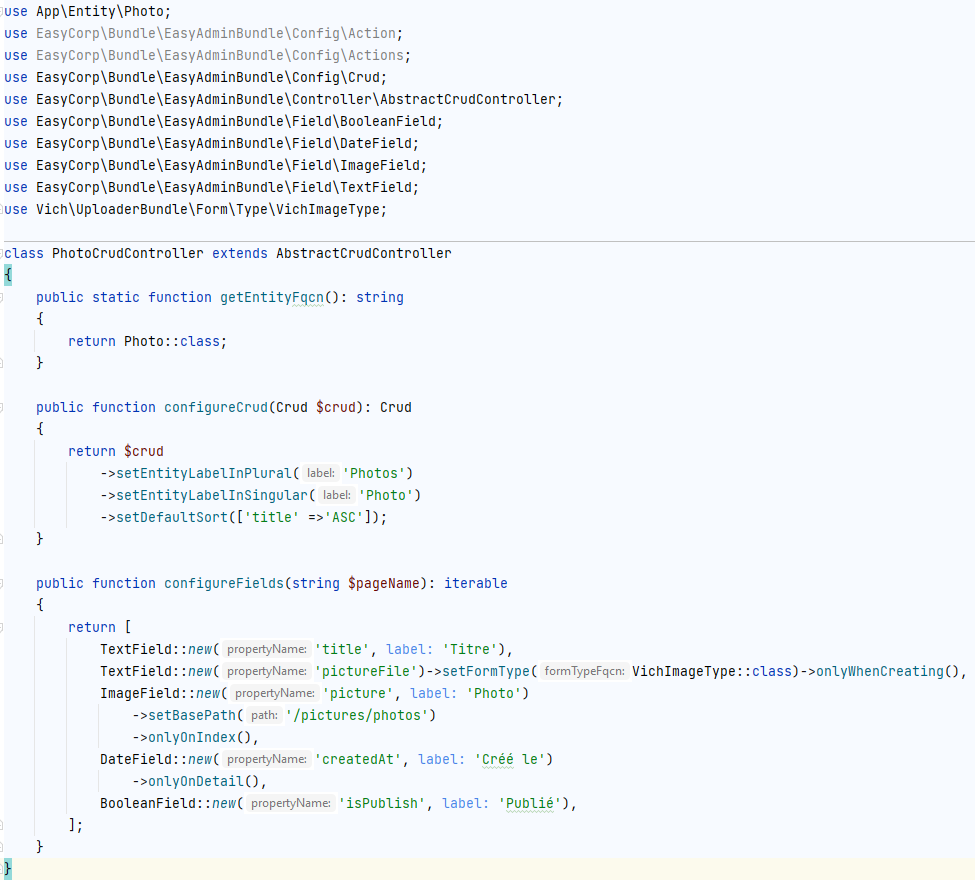 use App\Entity\Photo;
use EasyCorp\Bundle\EasyAdminBundle\Config\Action;
use EasyCorp\Bundle\EasyAdminBundle\Config\Actions;
use EasyCorp\Bundle\EasyAdminBundle\Config\Crud;
use EasyCorp\Bundle\EasyAdminBundle\Controller\AbstractCrudController;
use EasyCorp\Bundle\EasyAdminBundle\Field\BooleanField;
use EasyCorp\Bundle\EasyAdminBundle\Field\DateField;
use EasyCorp\Bundle\EasyAdminBundle\Field\ImageField;
use EasyCorp\Bundle\EasyAdminBundle\Field\TextField;
use Vich\UploaderBundle\Form\Type\VichImageType;
class PhotoCrudController extends AbstractCrudController
{
    public static function getEntityFqcn(): string
    {
        return Photo::class;
    }
    public function configureCrud(Crud $crud): Crud
    {
        return $crud
            ->setEntityLabelInPlural( label: 'Photos')
            ->setEntityLabelInSingular( label: 'Photo')
            ->setDefaultSort(['title' =>'ASC']);
    }
    public function configureFields(string $pageName): iterable
    {
        return [
            TextField::new( propertyName: 'title', label: 'Titre'),
            TextField::new( propertyName: 'pictureFile')->setFormType( formTypeFqcn: VichImageType::class)->onlyWhenCreating(),
            ImageField::new( propertyName: 'picture', label: 'Photo')
                ->setBasePath( path: '/pictures/photos')
                ->onlyOnIndex(),
            DateField::new( propertyName: 'createdAt', label: 'Créé le')
                ->onlyOnDetail(),
            BooleanField::new( propertyName: 'isPublish', label: 'Publié'),
        ];
    }
}